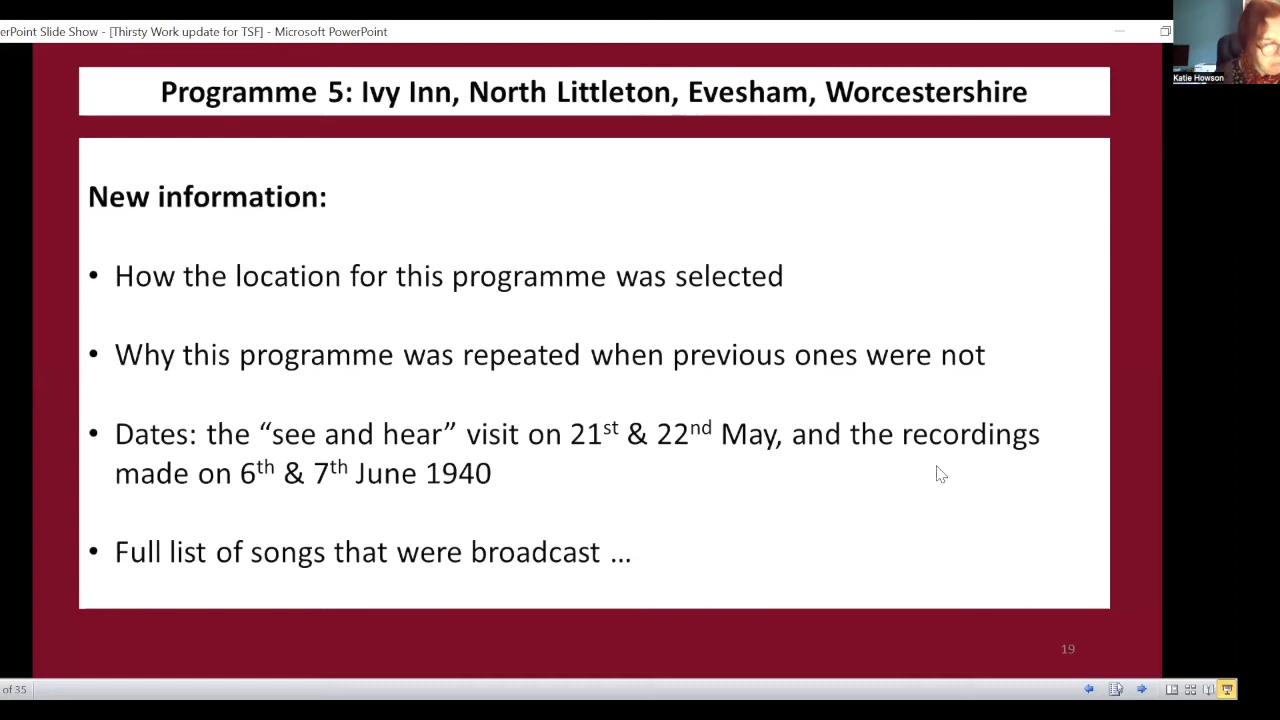 erPoint Slide Show - [Thirsty Work update for TSF] - Microsoft PowerPoint
Katie Howson
Programme 5: Ivy Inn, North Littleton, Evesham, Worcestershire
New information:
• How the location for this programme was selected
• Why this programme was repeated when previous ones were not
• Dates: the “see and hear” visit on 21st & 22nd May, and the recordings
made on 6th & 7th June 1940
• Full list of songs that were broadcast ...
19
of 35